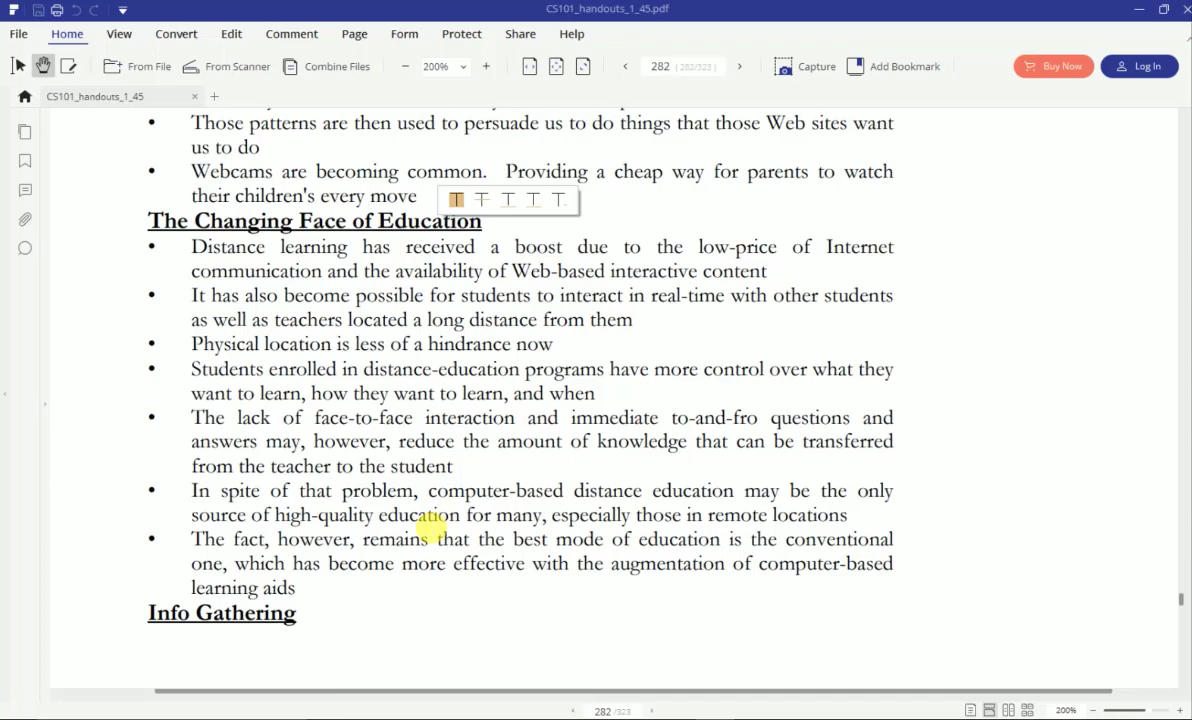 CS101_handouts_1_45.pdf
File Home View Convert Edit Comment Page Form Protect Share Help
From File From Scanner Combine Files 200% 282 (282/323) Capture Add Bookmark Buy Now Log In
CS101_handouts_1_45
• Those patterns are then used to persuade us to do things that those Web sites want
us to do
• Webcams are becoming common. Providing a cheap way for parents to watch
their children's every move
The Changing Face of Education
• Distance learning has received a boost due to the low-price of Internet
communication and the availability of Web-based interactive content
• It has also become possible for students to interact in real-time with other students
as well as teachers located a long distance from them
• Physical location is less of a hindrance now
• Students enrolled in distance-education programs have more control over what they
want to learn, how they want to learn, and when
• The lack of face-to-face interaction and immediate to-and-fro questions and
answers may, however, reduce the amount of knowledge that can be transferred
from the teacher to the student
• In spite of that problem, computer-based distance education may be the only
source of high-quality education for many, especially those in remote locations
• The fact, however, remains that the best mode of education is the conventional
one, which has become more effective with the augmentation of computer-based
learning aids
Info Gathering
282 /323 200%